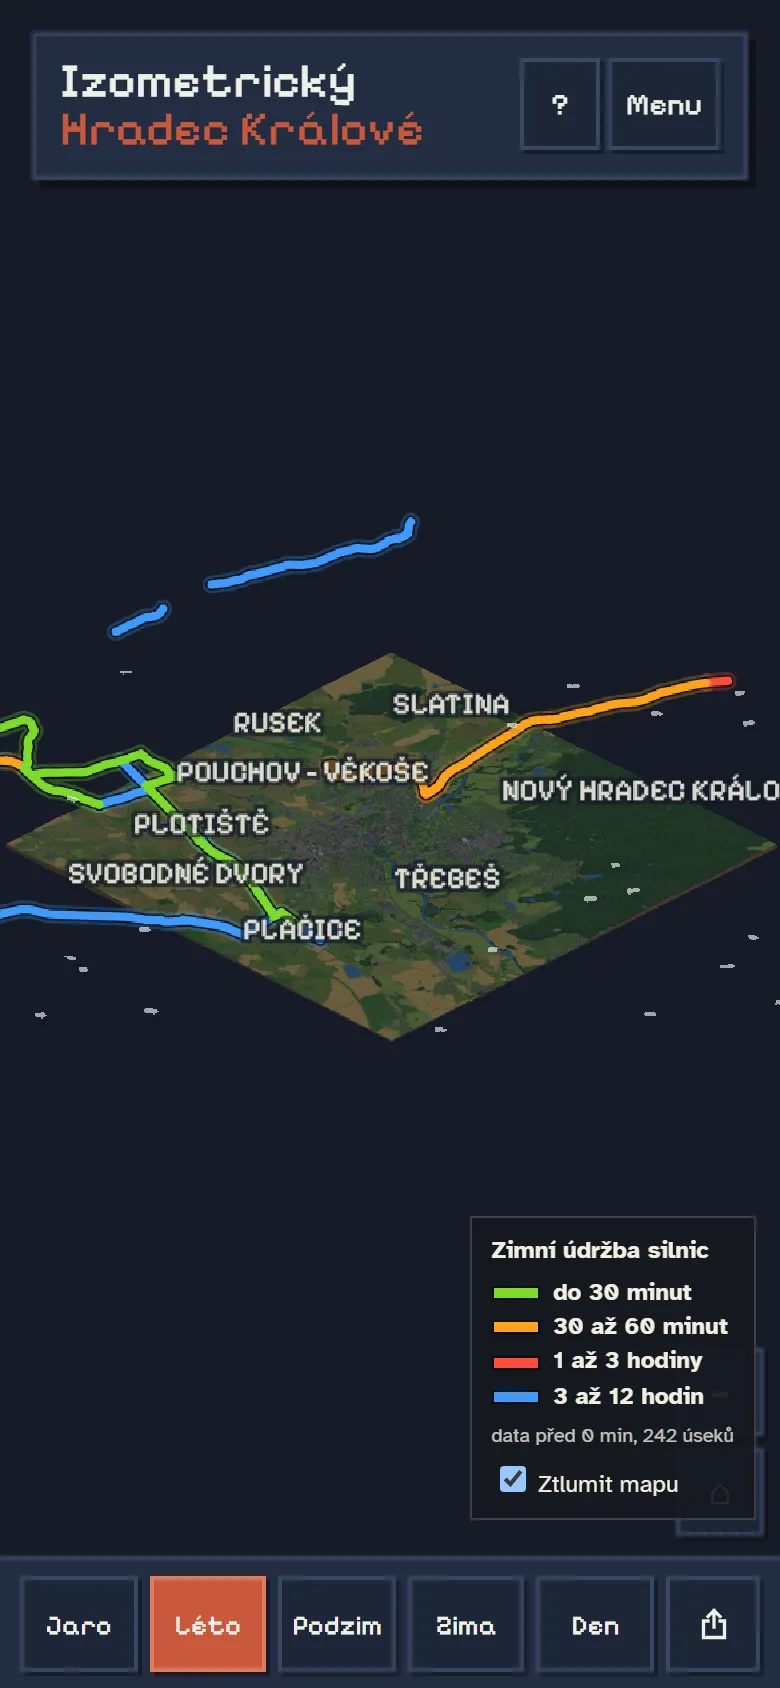 Izometrický
Hradec Králové
?
Menu
SLATINA
RUSEK
POUCHOV - VĚKOŠE
NOVÝ HRADEC KRÁLO
PLOTIŠTĚ
SVOBODNÉ DVORY
TŘEBEŠ
PLAČICE
Zimní údržba silnic
do 30 minut
30 až 60 minut
1 až 3 hodiny
3 až 12 hodin
data před 0 min, 242 úseků
Ztlumit mapu
Jaro
Léto
Podzim
Zima
Den